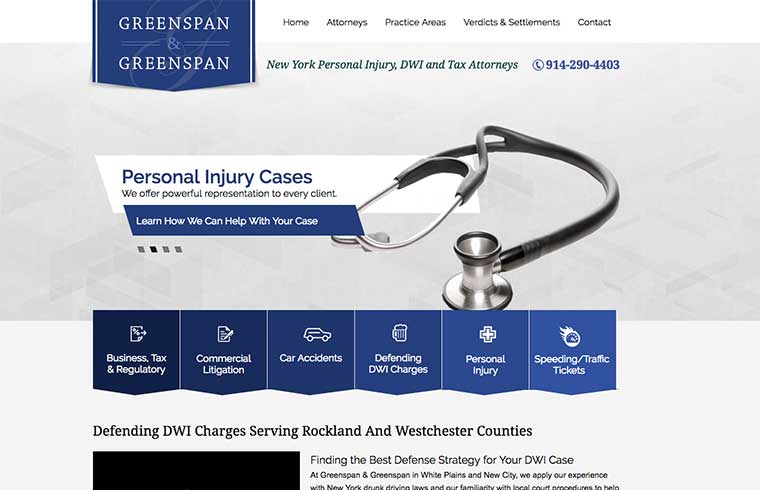 GREENSPAN
&
GREENSPAN
Home Attorneys Practice Areas Verdicts & Settlements Contact
New York Personal Injury, DWI and Tax Attorneys 914-290-4403
Personal Injury Cases
We offer powerful representation to every client.
Learn How We Can Help With Your Case
Business, Tax
& Regulatory
Commercial
Litigation
Car Accidents
Defending
DWI Charges
Personal
Injury
Speeding/Traffic
Tickets
Defending DWI Charges Serving Rockland And Westchester Counties
Finding the Best Defense Strategy for Your DWI Case
At Greenspan & Greenspan in White Plains and New City, we apply our experience
with New York drunk driving laws and our familiarity with local court procedures to help